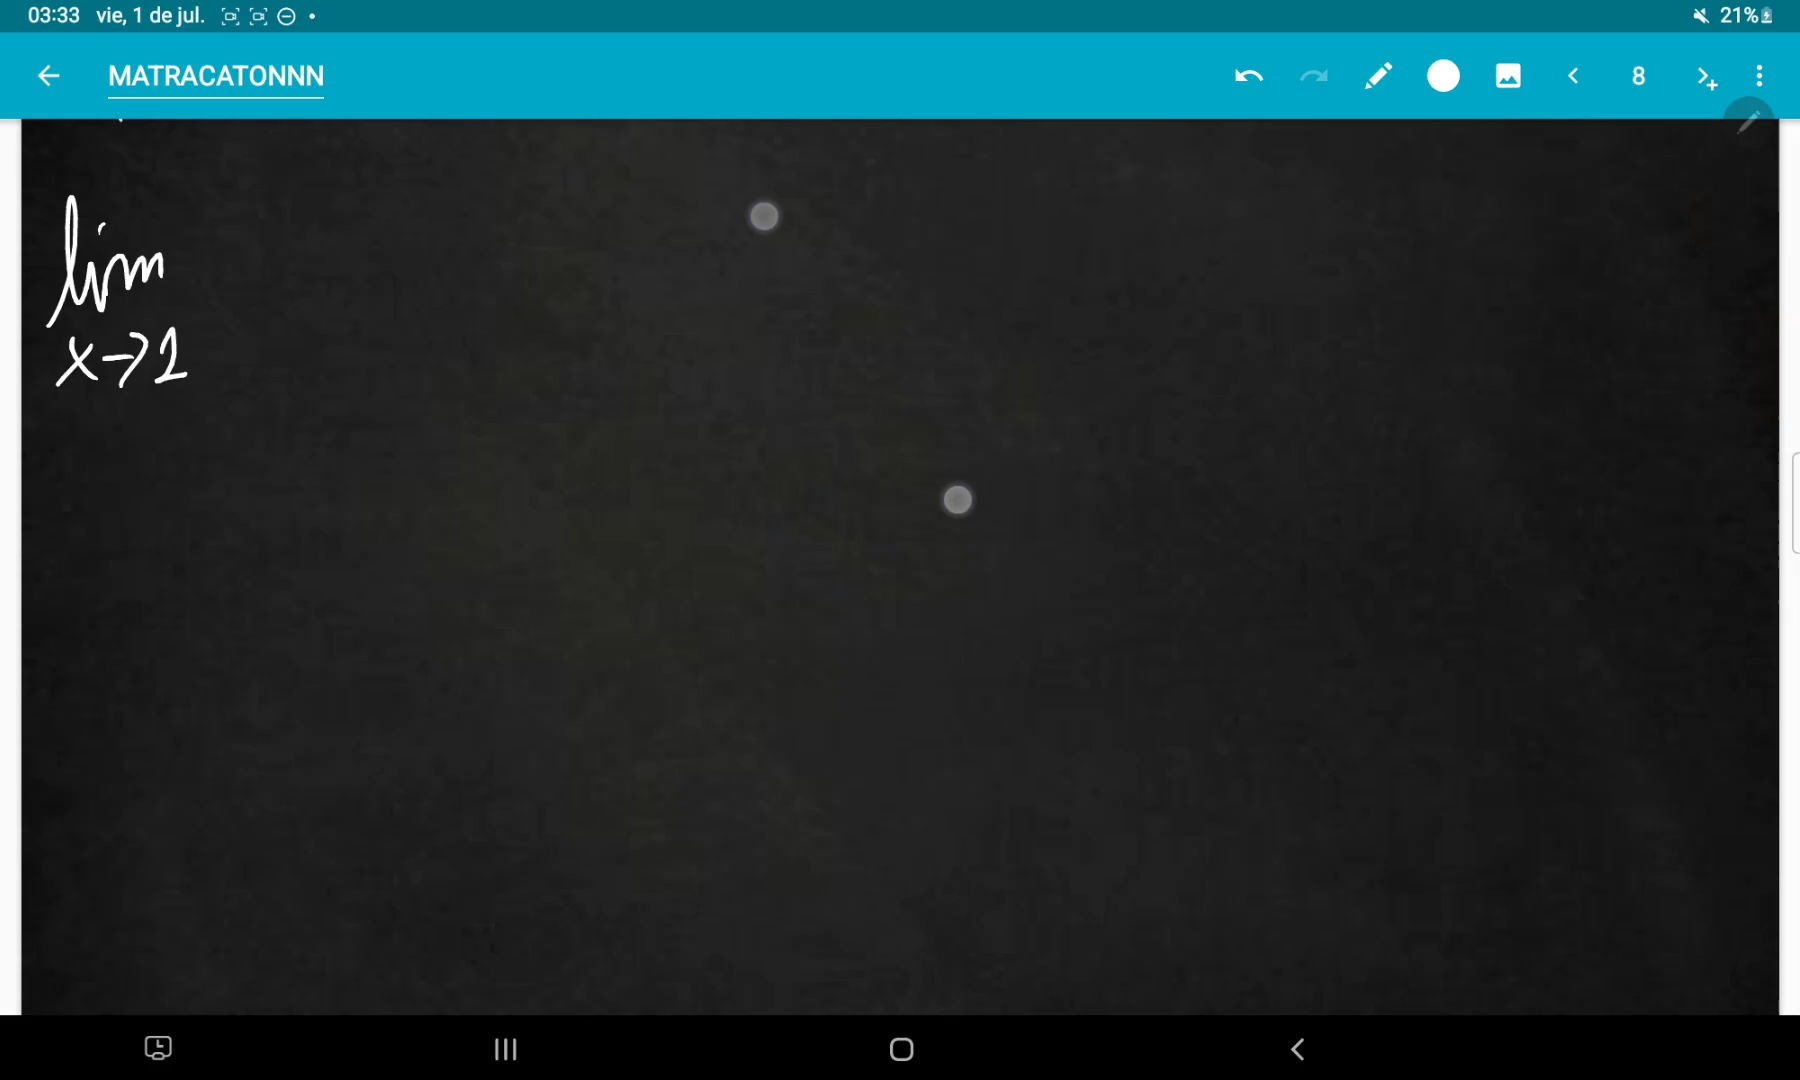 03:33 vie, 1 de jul. 21%
MATRACATONNN 8
lim
x→1